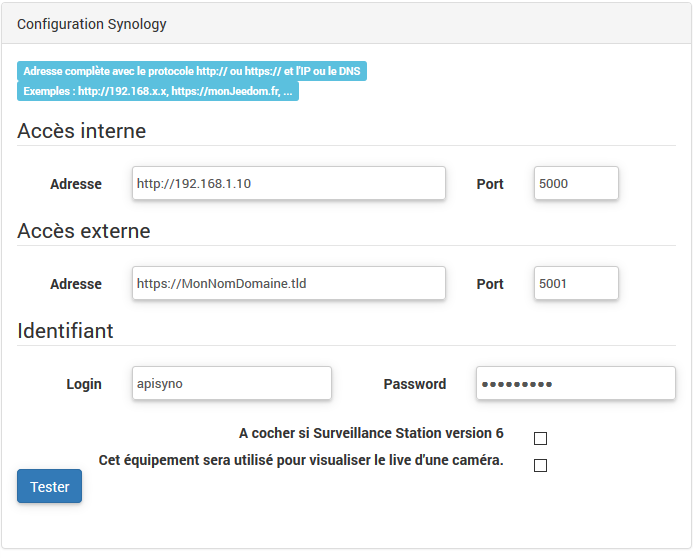 Configuration Synology
Adresse complète avec le protocole http:// ou https:// et l'IP ou le DNS
Exemples : http://192.168.x.x, https://monJeedom.fr, ...
Accès interne
Adresse http://192.168.1.10 Port 5000
Accès externe
Adresse https://MonNomDomaine.tld Port 5001
Identifiant
Login apisyno Password •••••••••
A cocher si Surveillance Station version 6
Cet équipement sera utilisé pour visualiser le live d'une caméra.
Tester